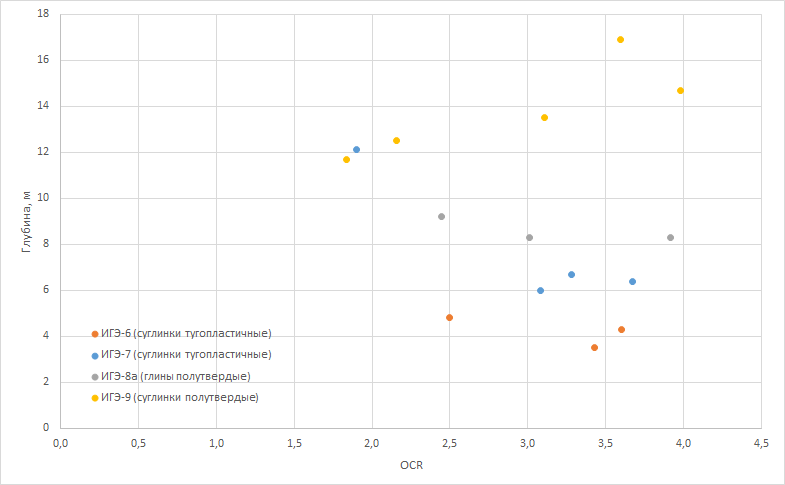 18
16
14
12
10
8
6
4
2
0
Глубина, м
ИГЭ-6 (суглинки тугопластичные)
ИГЭ-7 (суглинки тугопластичные)
ИГЭ-8а (глины полутвердые)
ИГЭ-9 (суглинки полутвердые)
0,0 0,5 1,0 1,5 2,0 2,5 3,0 3,5 4,0 4,5
OCR